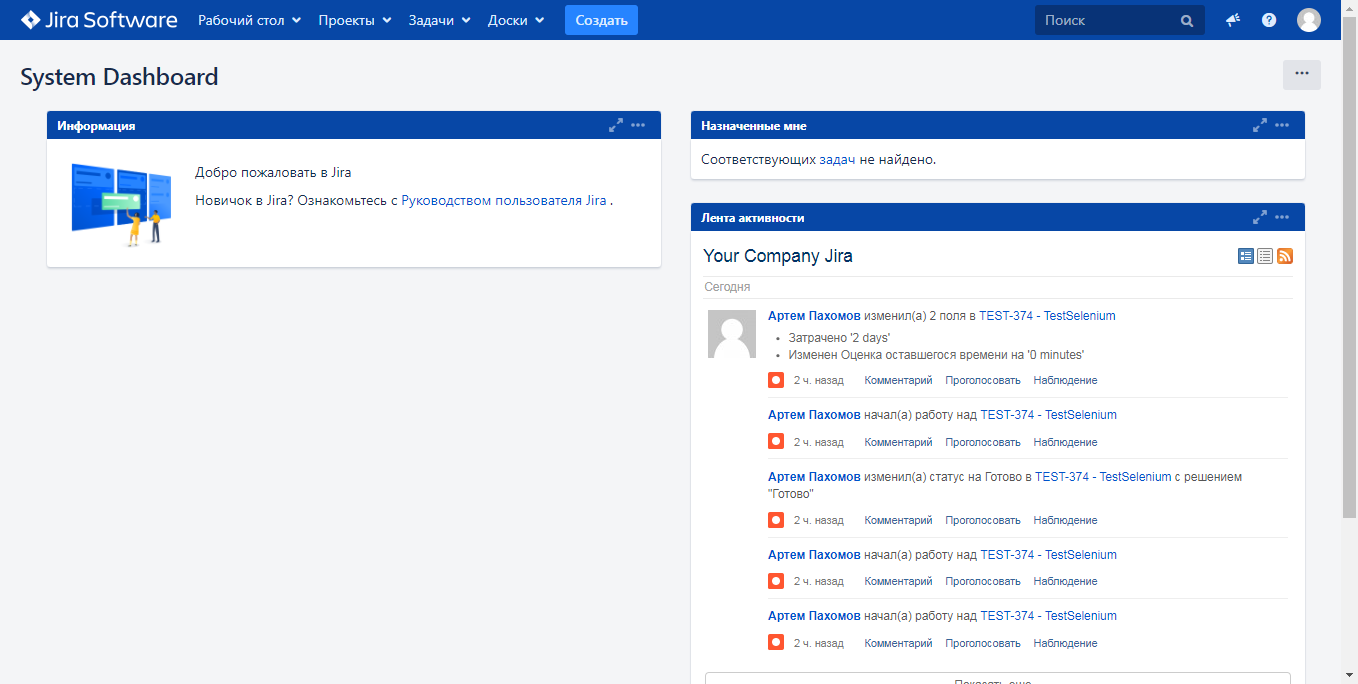 Jira Software Рабочий стол Проекты Задачи Доски Создать Поиск
System Dashboard
Информация
Добро пожаловать в Jira
Новичок в Jira? Ознакомьтесь с Руководством пользователя Jira .
Назначенные мне
Соответствующих задач не найдено.
Лента активности
Your Company Jira
Сегодня
Артем Пахомов изменил(а) 2 поля в TEST-374 - TestSelenium
Затрачено '2 days'
Изменен Оценка оставшегося времени на '0 minutes'
2 ч. назад Комментарий Проголосовать Наблюдение
Артем Пахомов начал(а) работу над TEST-374 - TestSelenium
2 ч. назад Комментарий Проголосовать Наблюдение
Артем Пахомов изменил(а) статус на Готово в TEST-374 - TestSelenium с решением
"Готово"
2 ч. назад Комментарий Проголосовать Наблюдение
Артем Пахомов начал(а) работу над TEST-374 - TestSelenium
2 ч. назад Комментарий Проголосовать Наблюдение
Артем Пахомов начал(а) работу над TEST-374 - TestSelenium
2 ч. назад Комментарий Проголосовать Наблюдение
Показать еще